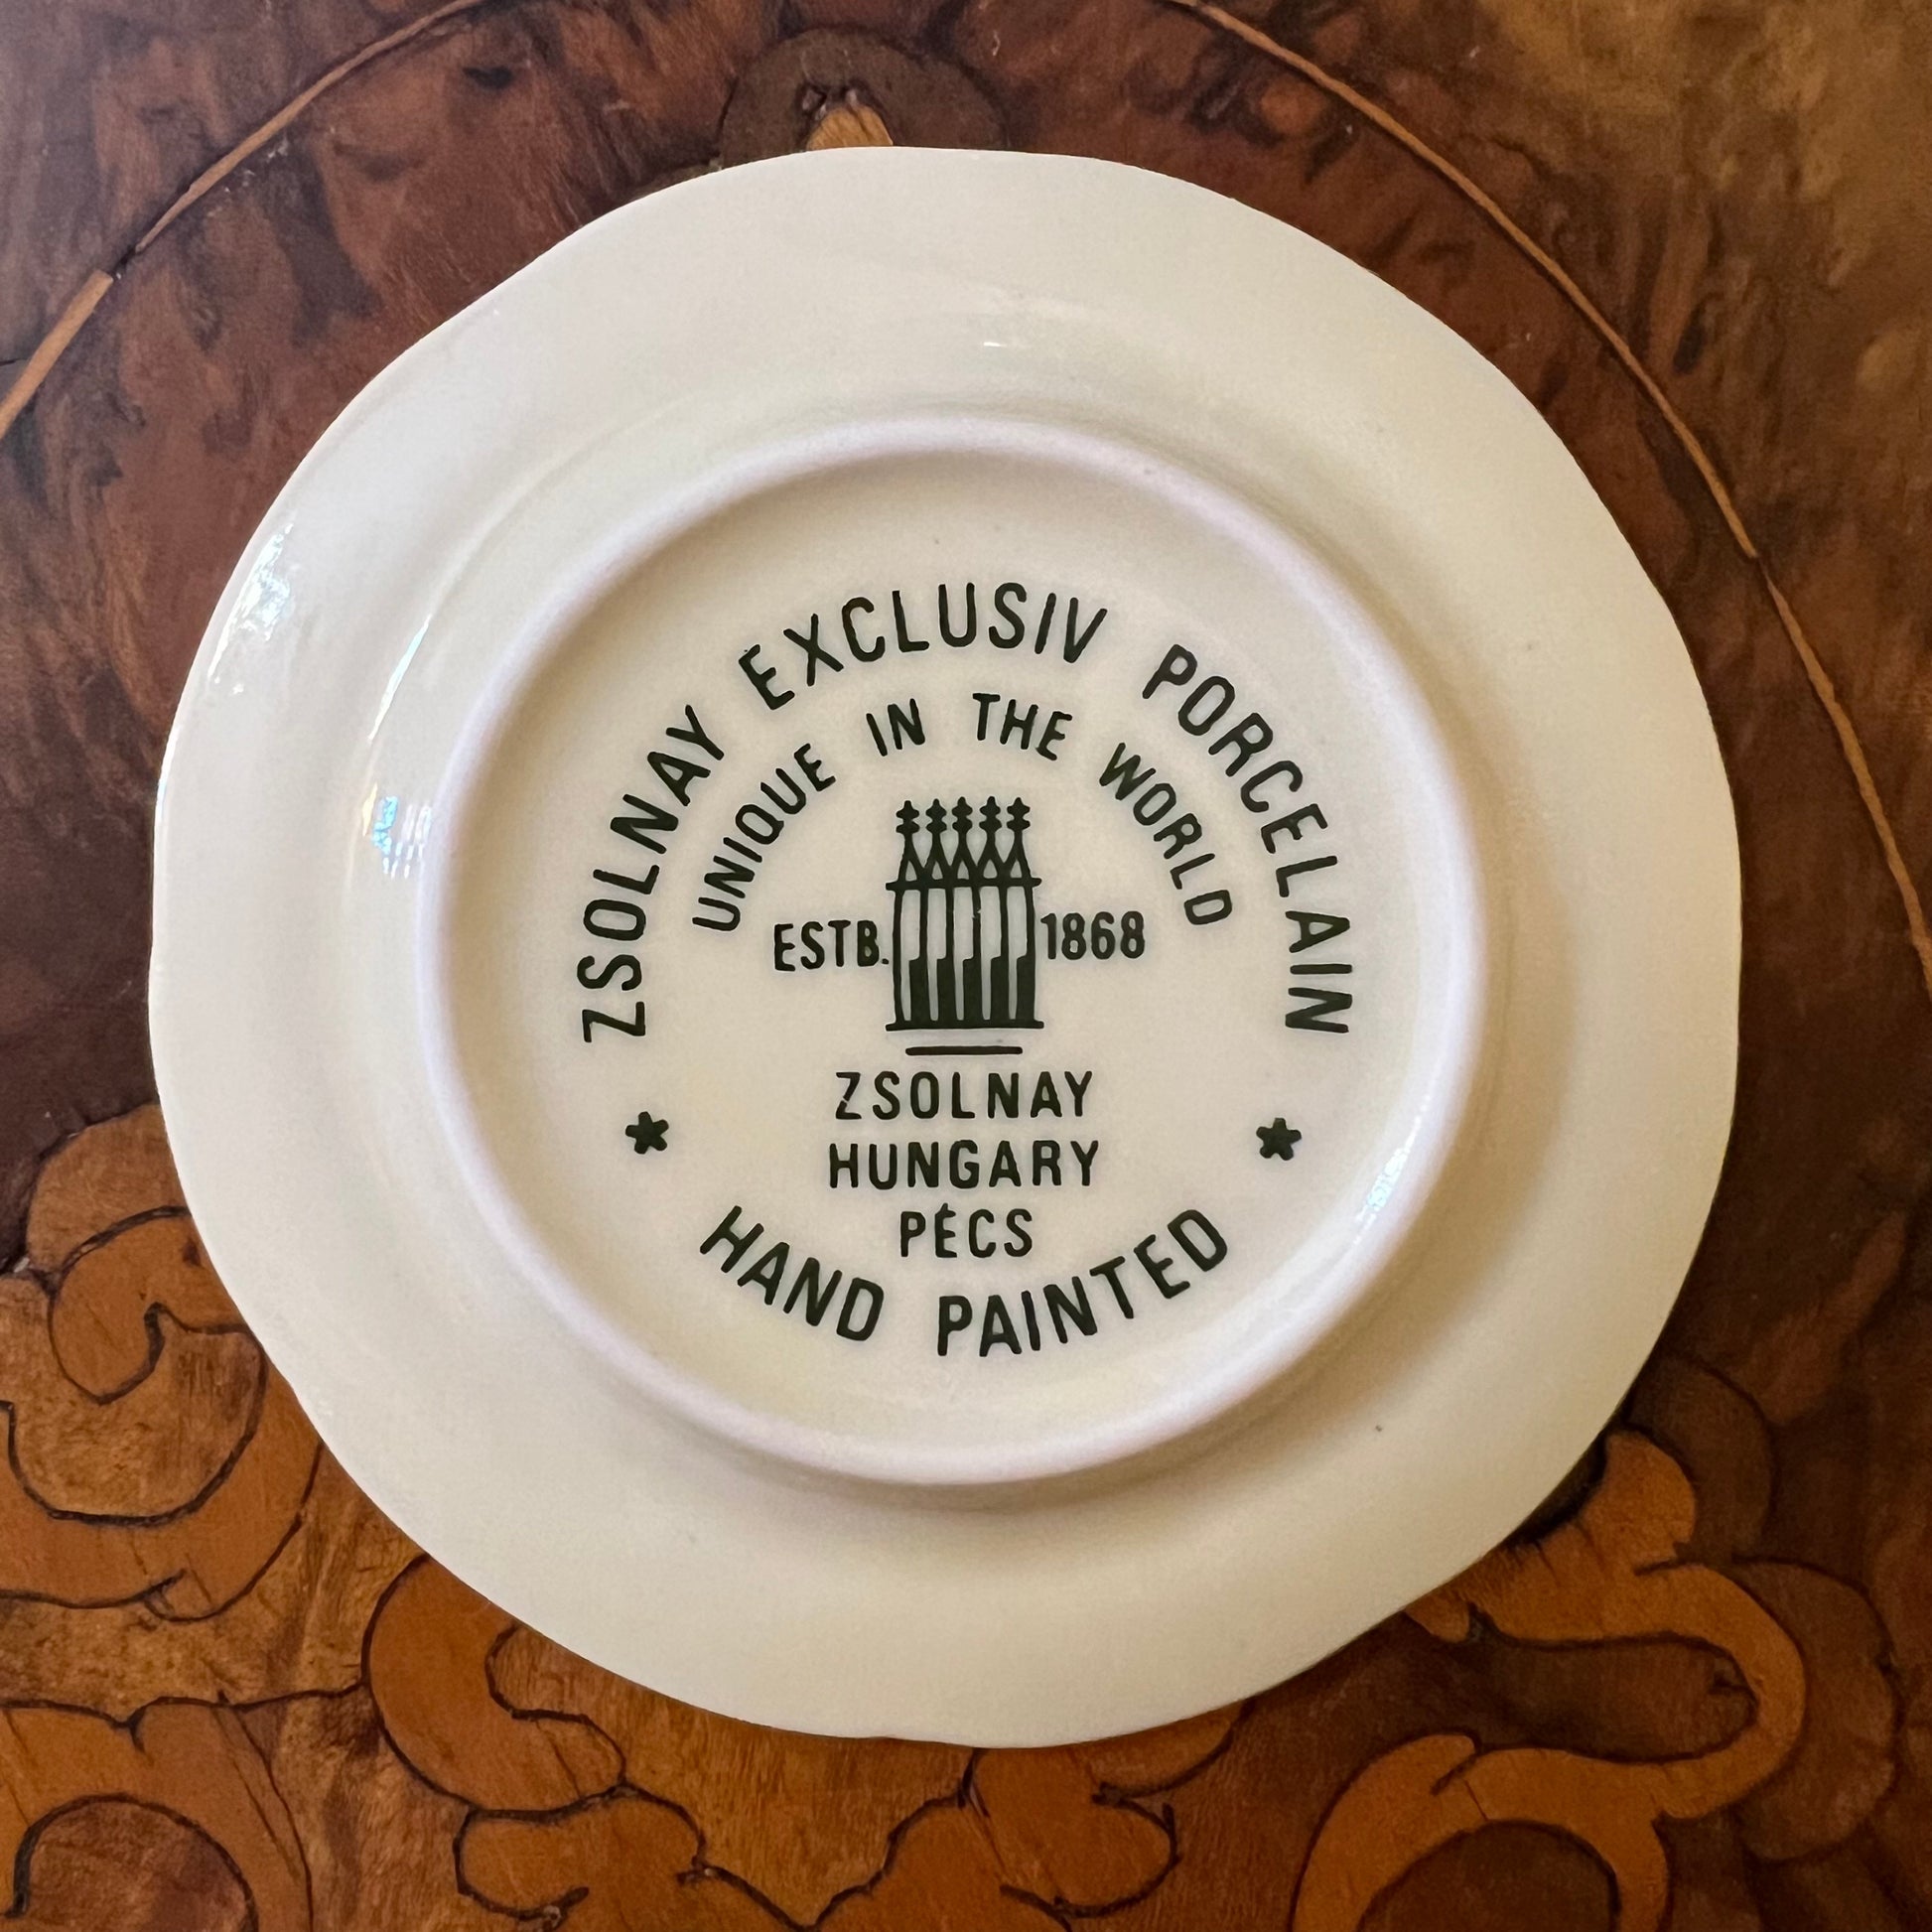 ZSOLNAY EXCLUSIV PORCELAIN
UNIQUE IN THE WORLD
ESTB. 1868
ZSOLNAY
HUNGARY
PÉCS
* HAND PAINTED *